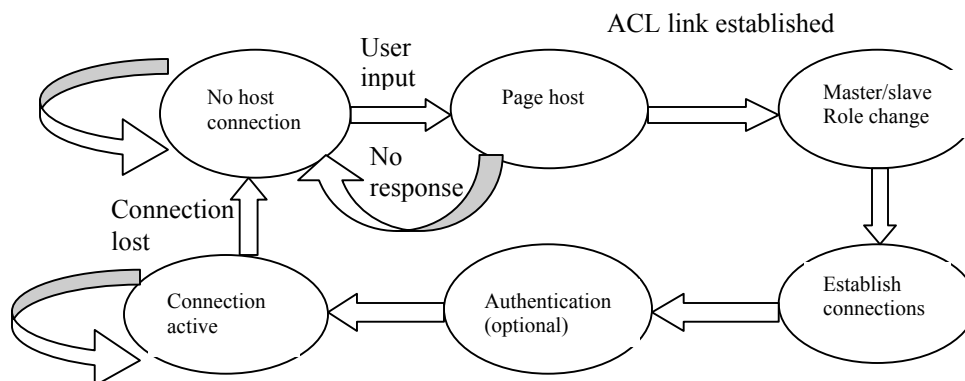 ACL link established
User
input
No host
connection
Page host
Master/slave
Role change
No
response
Connection
lost
Connection
active
Authentication
(optional)
Establish
connections